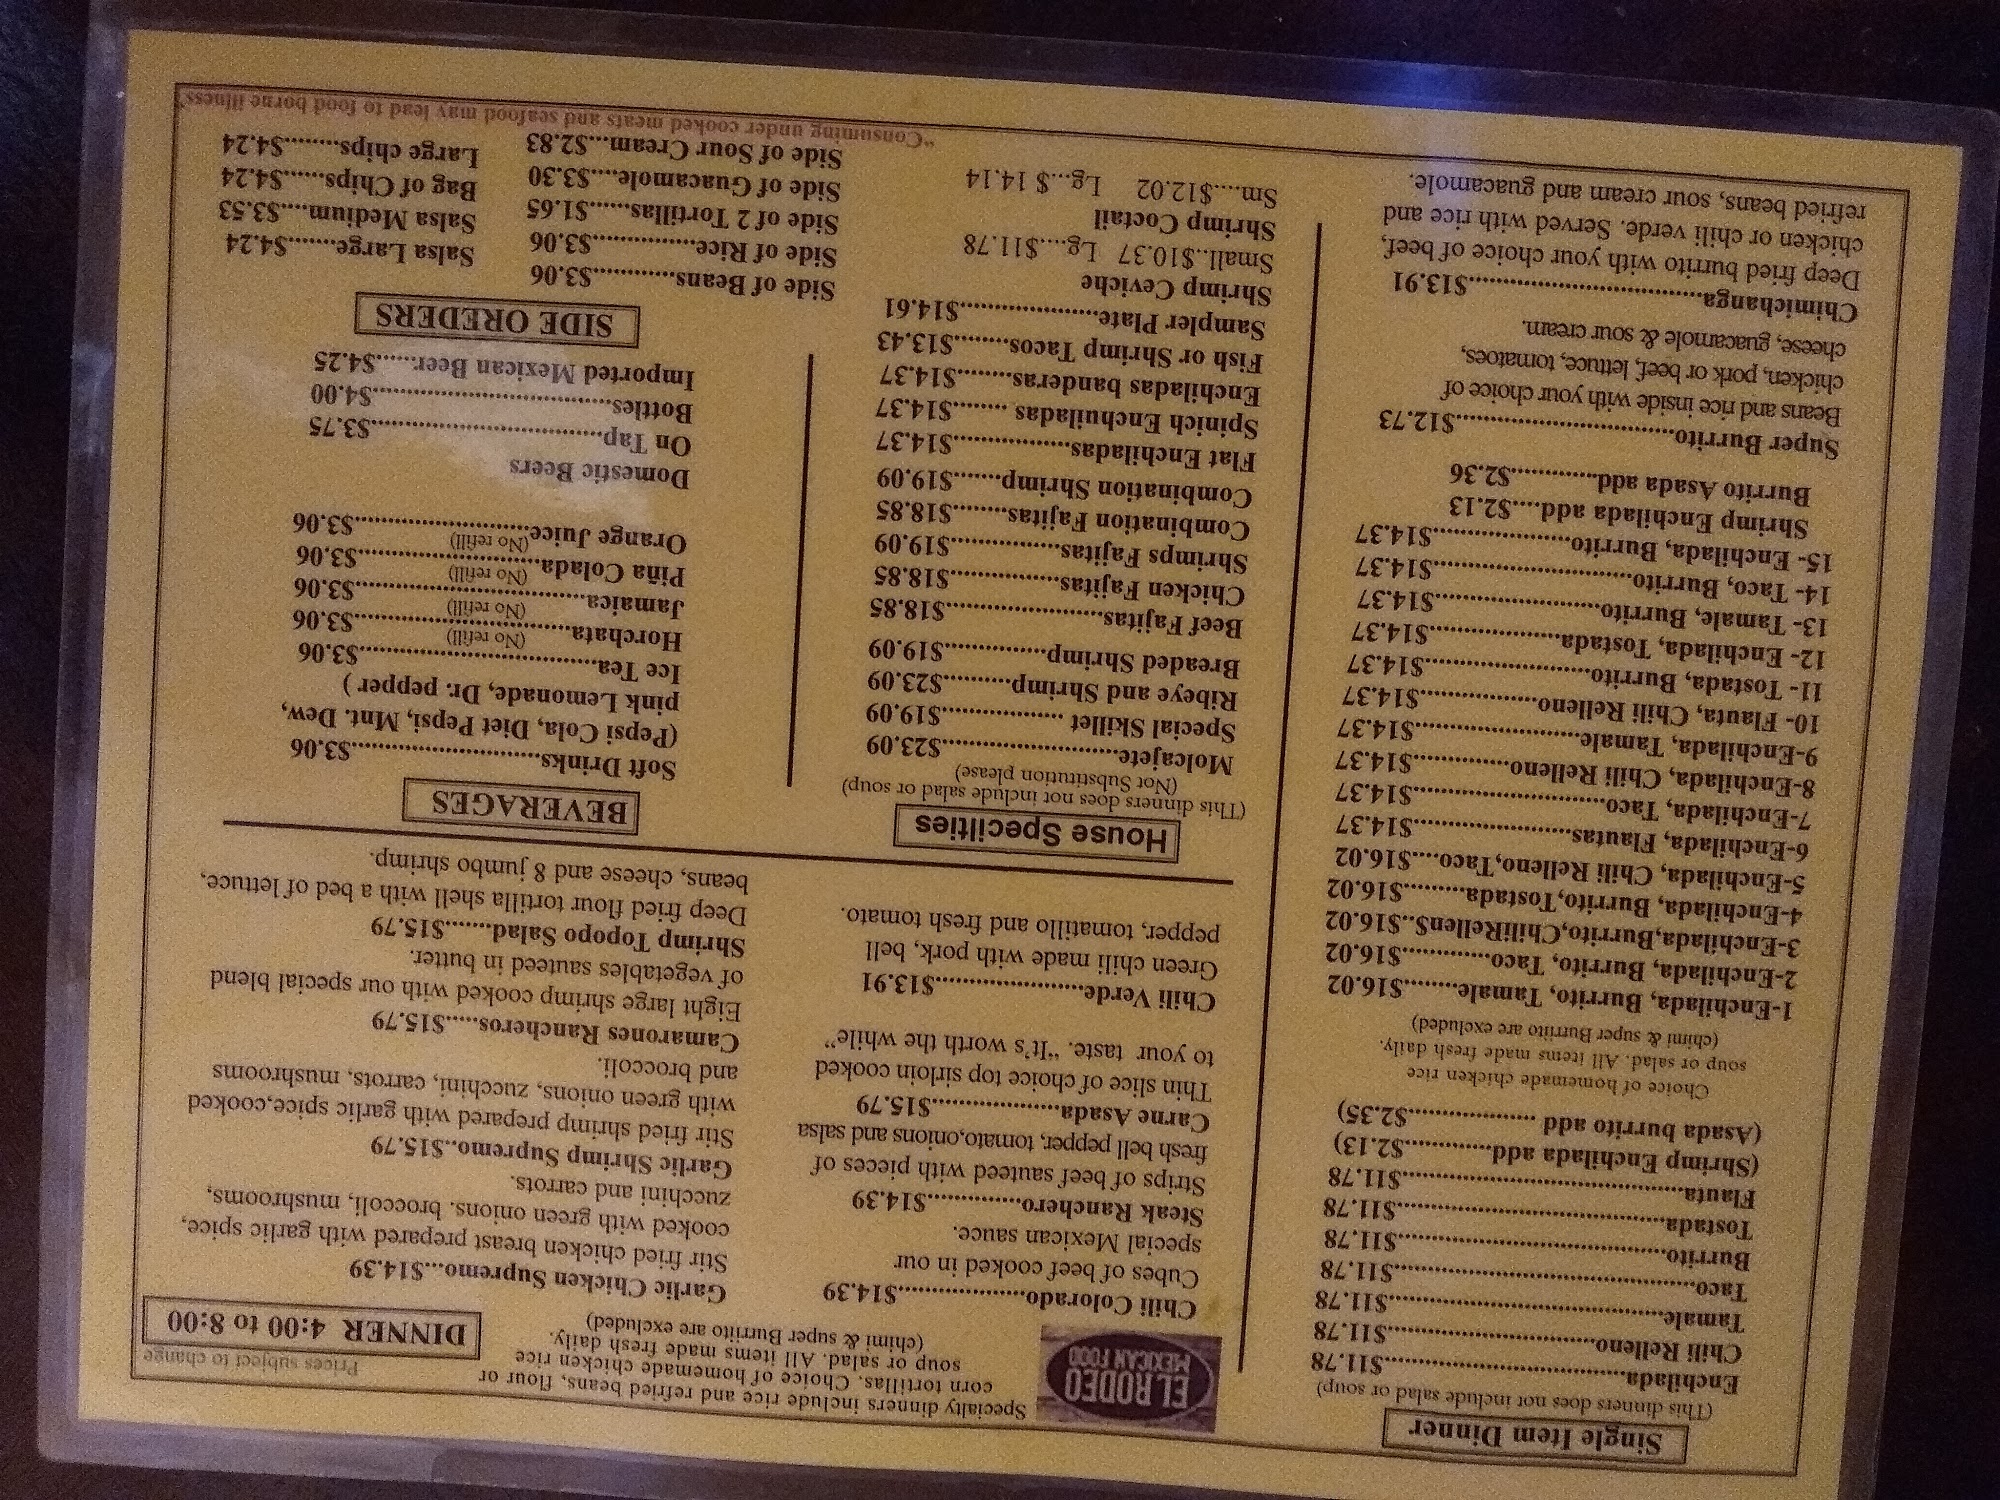 Single Item Dinner
(This dinners does not include salad or soup)
Enchilada..............................$11.78
Chili Relleno..........................$11.78
Tamale.................................$11.78
Taco...................................$11.78
Burrito................................$11.78
Tostada................................$11.78
Flauta.................................$11.78
(Shrimp Enchilada add...........$2.13)
(Asada burrito add ................$2.35)
Choice of homemade chicken rice
soup or salad. All items made fresh daily.
(chimi & super Burrito are excluded)
1-Enchilada, Burrito, Tamale.......$16.02
2-Enchilada, Burrito, Taco............$16.02
3-Enchilada,Burrito,ChiliRellen$..$16.02
4-Enchilada, Burrito,Tostada........$16.02
5-Enchilada, Chili Relleno,Taco....$16.02
6-Enchilada, Flautas....................$14.37
7-Enchilada, Taco........................$14.37
8-Enchilada, Chili Relleno............$14.37
9-Enchilada, Tamale.....................$14.37
10- Flauta, Chili Relleno...............$14.37
11- Tostada, Burrito.....................$14.37
12- Enchilada, Tostada.................$14.37
13- Tamale, Burrito......................$14.37
14- Taco, Burrito.........................$14.37
15- Enchilada, Burrito..................$14.37
Shrimp Enchilada add....$2.13
Burrito Asada add............$2.36
Super Burrito............................$12.73
Beans and rice inside with your choice of
chicken, pork or beef, lettuce, tomatoes,
cheese, guacamole & sour cream.
Chimichanga..............................$13.91
Deep fried burrito with your choice of beef,
chicken or chili verde. Served with rice and
refried beans, sour cream and guacamole.
EL RODEO
MEXICAN FOOD
Specialty dinners include rice and refried beans, flour or
corn tortillas. Choice of homemade chicken rice
soup or salad. All items made fresh daily.
(chimi & super Burrito are excluded)
Prices subject to change
DINNER 4:00 to 8:00
Chili Colorado....................$14.39
Cubes of beef cooked in our
special Mexican sauce.
Steak Ranchero...............$14.39
Strips of beef sauteed with pieces of
fresh bell pepper, tomato,onions and salsa
Carne Asada.....................$15.79
Thin slice of choice top sirloin cooked
to your taste. “It’s worth the while”
Chili Verde........................$13.91
Green chili made with pork, bell
pepper, tomatillo and fresh tomato.
Garlic Chicken Supremo...$14.39
Stir fried chicken breast prepared with garlic spice,
cooked with green onions. broccoli, mushrooms,
zucchini and carrots.
Garlic Shrimp Supremo..$15.79
Stir fried shrimp prepared with garlic spice,cooked
with green onions, zucchini, carrots, mushrooms
and broccoli.
Camarones Rancheros.....$15.79
Eight large shrimp cooked with our special blend
of vegetables sauteed in butter.
Shrimp Topopo Salad.......$15.79
Deep fried flour tortilla shell with a bed of lettuce,
beans, cheese and 8 jumbo shrimp.
House Specilties
(This dinners does not include salad or soup)
(Not Substitution please)
Molcajete............................$23.09
Special Skillet ....................$19.09
Ribeye and Shrimp...........$23.09
Breaded Shrimp................$19.09
Beef Fajitas.........................$18.85
Chicken Fajitas..................$18.85
Shrimps Fajitas..................$19.09
Combination Fajitas.........$18.85
Combination Shrimp.......$19.09
Flat Enchiladas...................$14.37
Spinich Enchuiladas .........$14.37
Enchiladas banderas.........$14.37
Fish or Shrimp Tacos.........$13.43
Sampler Plate......................$14.61
Shrimp Ceviche
Small..$10.37 Lg....$11.78
Shrimp Coctail
Sm.....$12.02 Lg...$ 14.14
BEVERAGES
Soft Drinks..............................$3.06
(Pepsi Cola, Diet Pepsi, Mnt. Dew,
pink Lemonade, Dr. pepper )
Ice Tea.....................................$3.06
Horchata..................................$3.06
(No refill)
Jamaica....................................$3.06
(No refill)
Piña Colada..............................$3.06
(No refill)
Orange Juice.............................$3.06
(No refill)
Domestic Beers
On Tap.....................................$3.75
Bottles......................................$4.00
Imported Mexican Beer......$4.25
SIDE OREDERS
Side of Beans.............$3.06
Side of Rice................$3.06
Side of 2 Tortillas......$1.65
Side of Guacamole....$3.30
Side of Sour Cream...$2.83
Salsa Large........$4.24
Salsa Medium....$3.53
Bag of Chips......$4.24
Large chips........$4.24
“Consuming under cooked meats and seafood may lead to food borne illness”